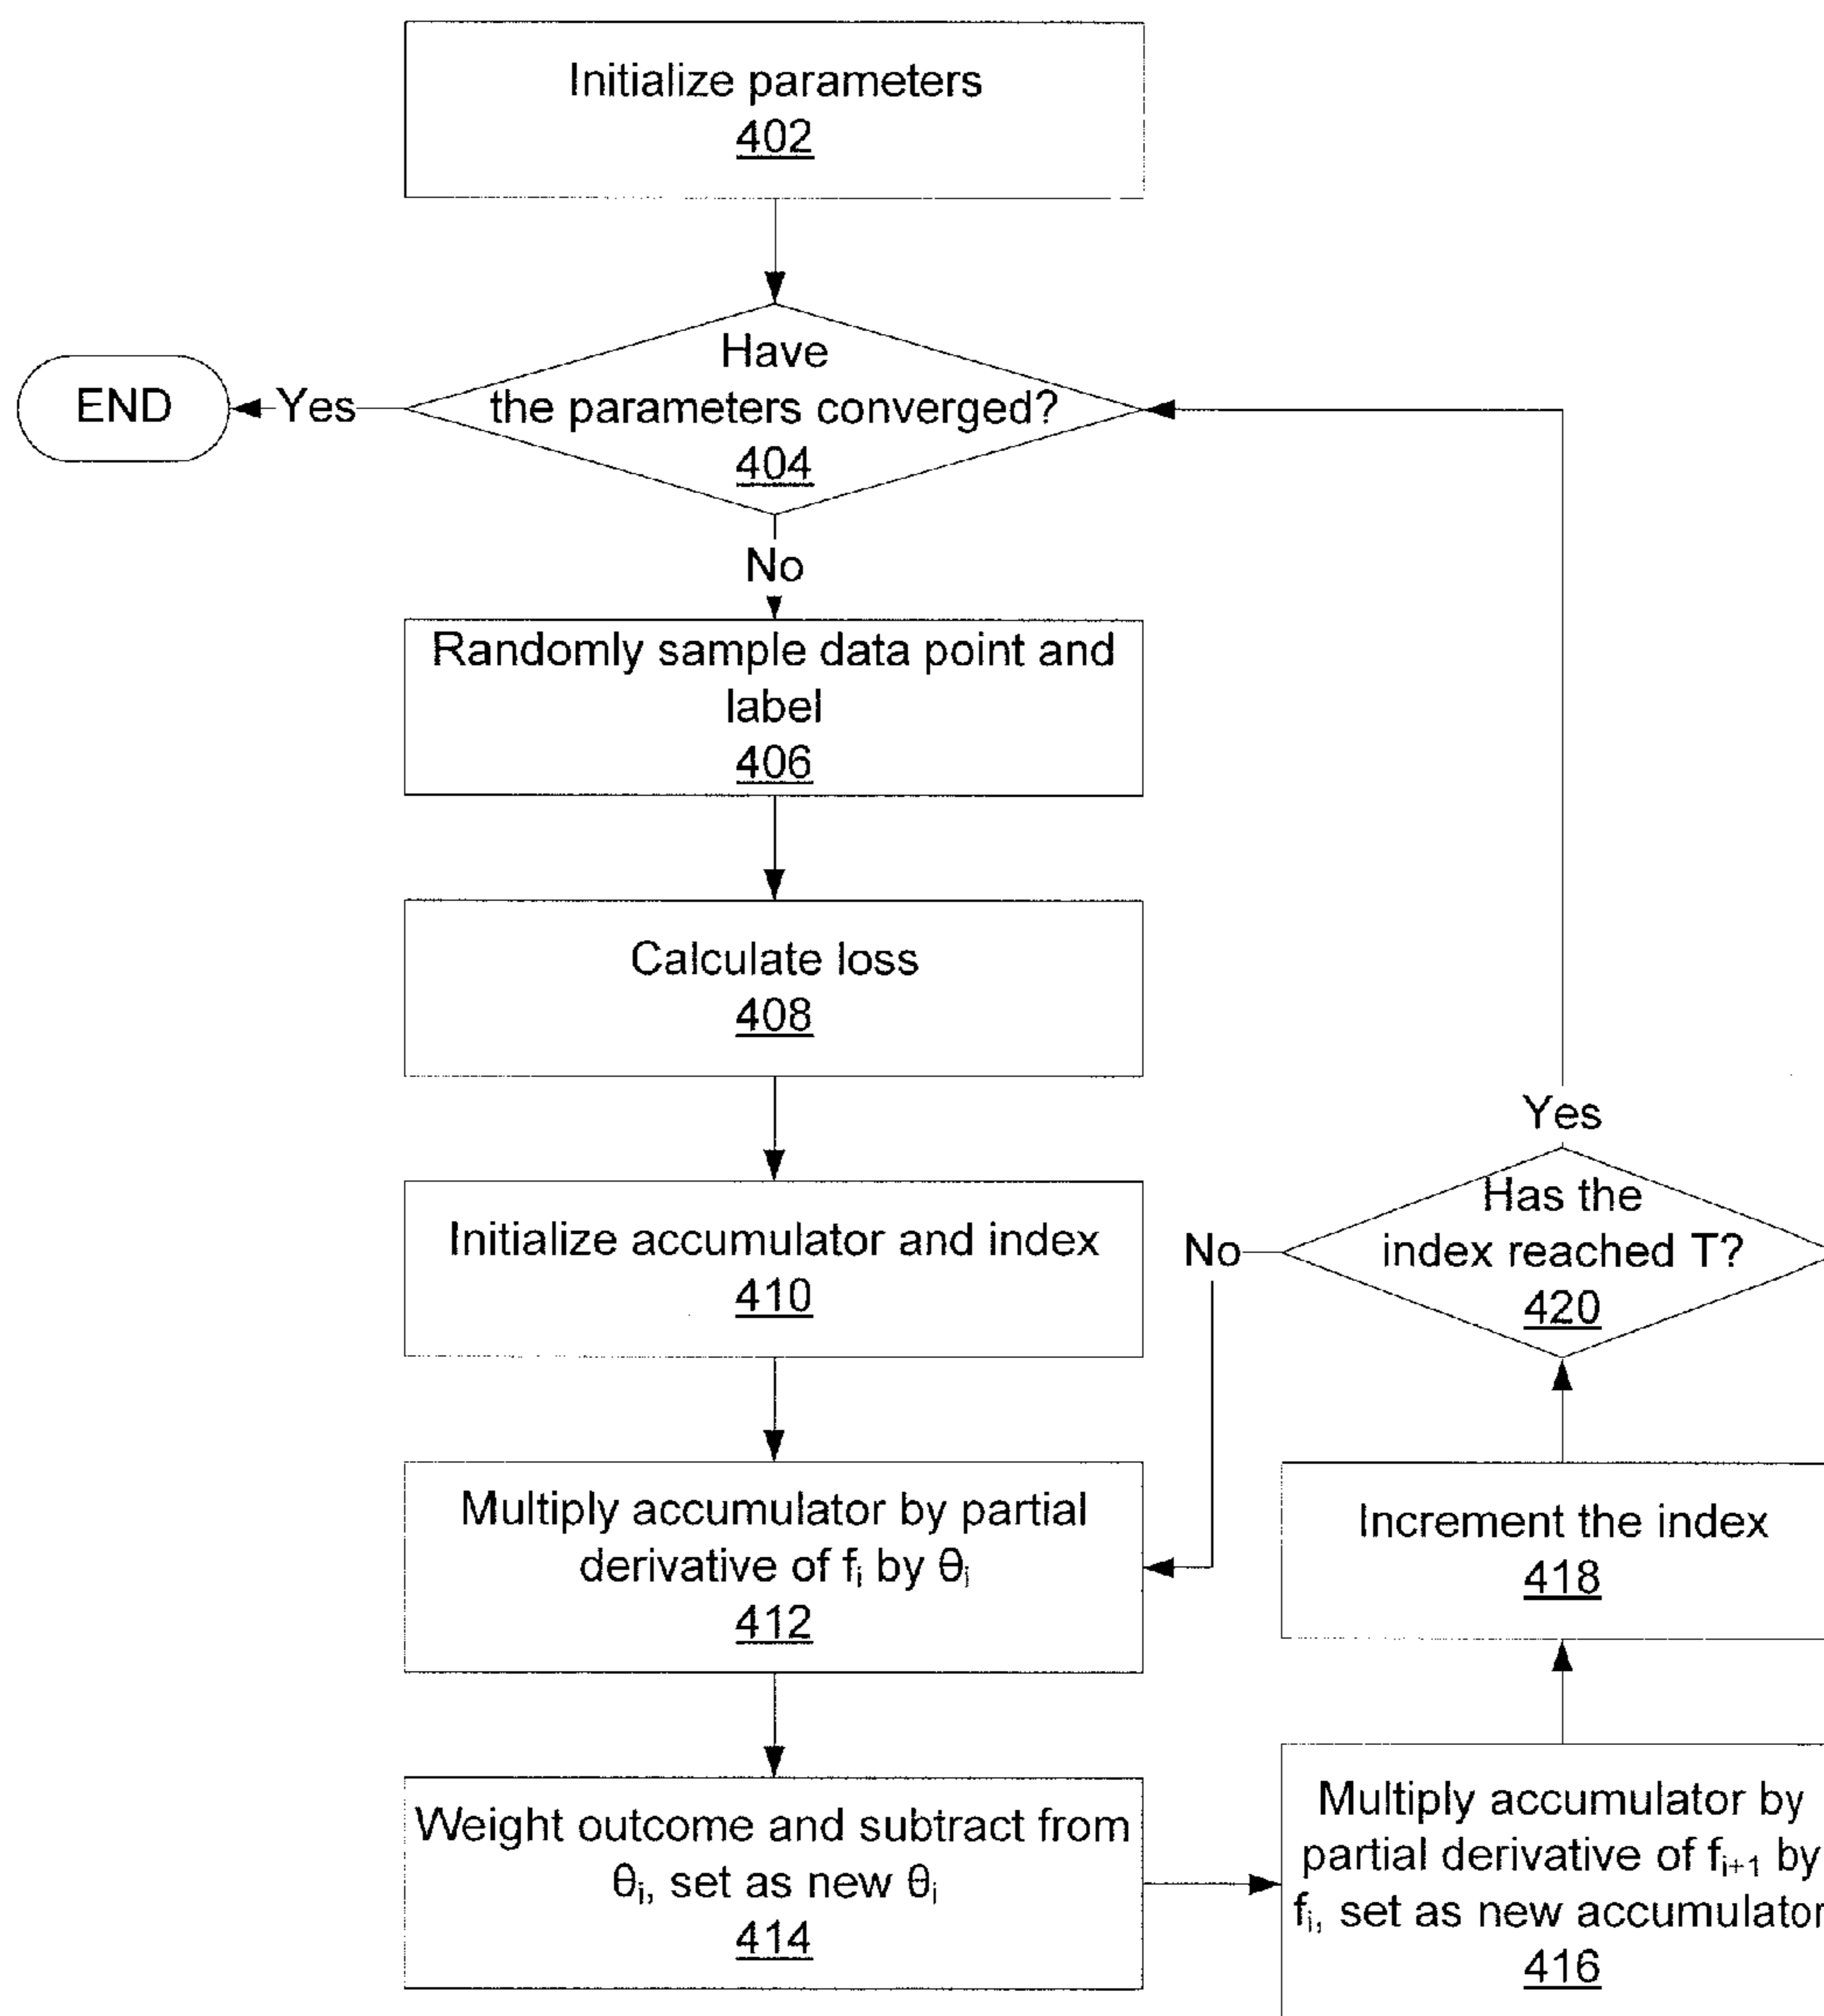 Initialize parameters
402
Have
the parameters converged?
404
Yes
END
No
Randomly sample data point and
label
406
Calculate loss
408
Initialize accumulator and index
410
Multiply accumulator by partial
derivative of fᵢ by θᵢ
412
Weight outcome and subtract from
θᵢ, set as new θᵢ
414
Multiply accumulator by
partial derivative of fᵢ₊₁ by
fᵢ, set as new accumulator
416
Increment the index
418
Has the
index reached T?
420
No
Yes